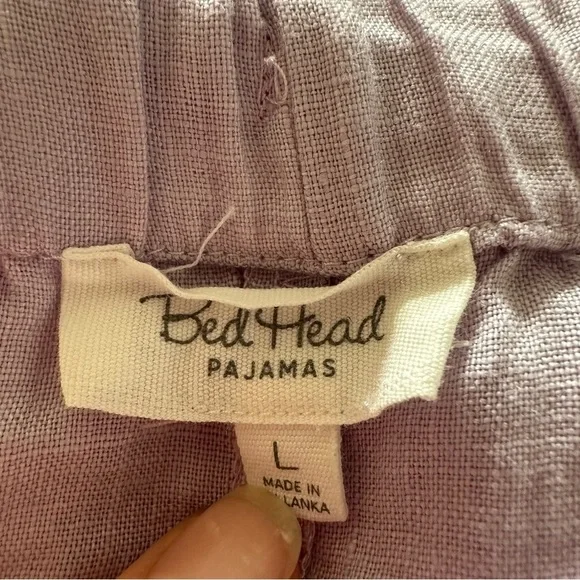 Bed Head
PAJAMAS
L
MADE IN
LANKA